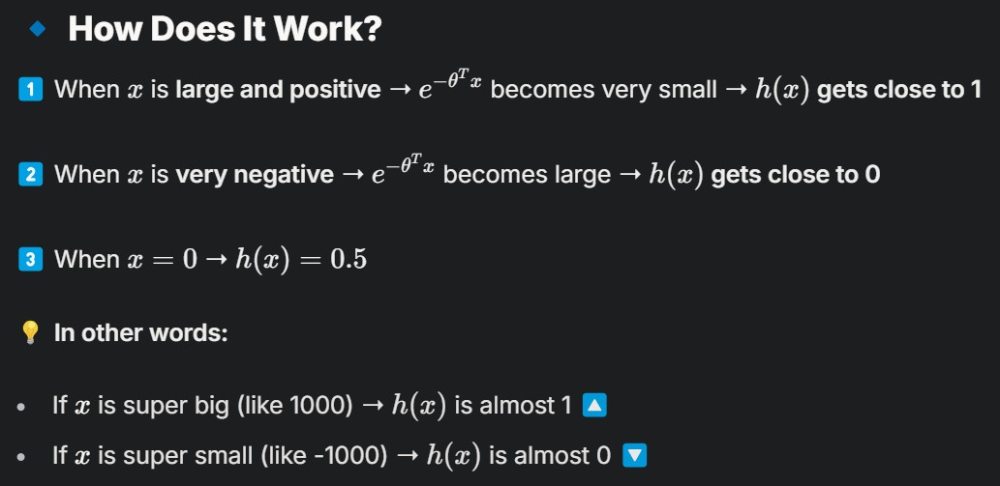 🔹 How Does It Work?
1️⃣ When $x$ is large and positive → $e^{-\theta^T x}$ becomes very small → $h(x)$ gets close to 1
2️⃣ When $x$ is very negative → $e^{-\theta^T x}$ becomes large → $h(x)$ gets close to 0
3️⃣ When $x = 0$ → $h(x) = 0.5$
💡 In other words:
• If $x$ is super big (like 1000) → $h(x)$ is almost 1 🔼
• If $x$ is super small (like -1000) → $h(x)$ is almost 0 🔽